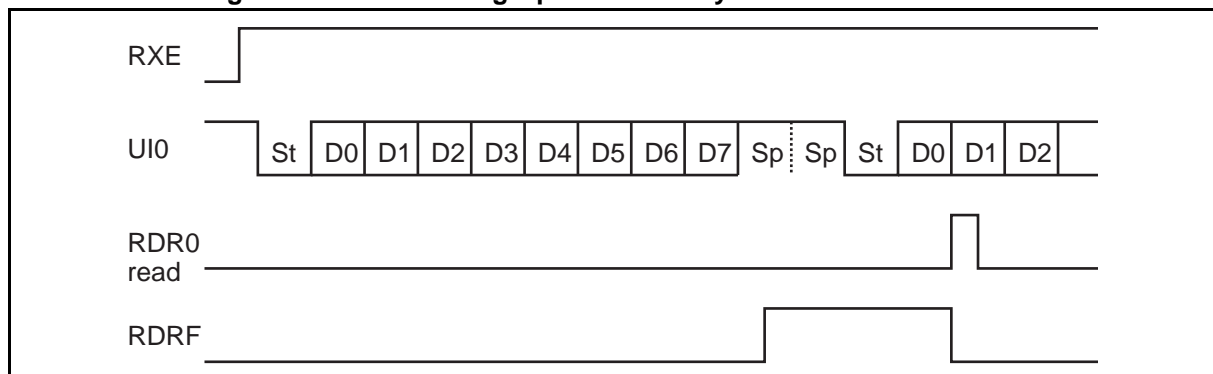 RXE
UI0 St D0 D1 D2 D3 D4 D5 D6 D7 Sp Sp St D0 D1 D2
RDR0
read
RDRF